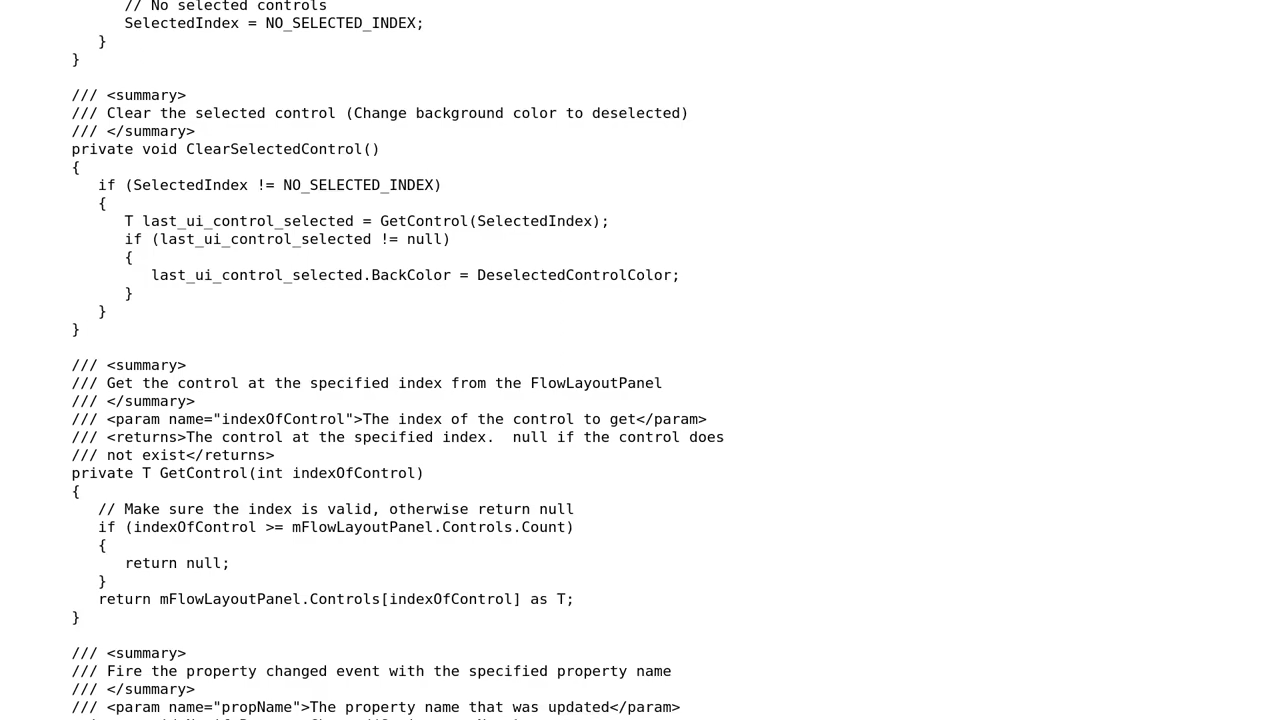 // No selected controls
SelectedIndex = NO_SELECTED_INDEX;
}
}
/// <summary>
/// Clear the selected control (Change background color to deselected)
/// </summary>
private void ClearSelectedControl()
{
if (SelectedIndex != NO_SELECTED_INDEX)
{
T last_ui_control_selected = GetControl(SelectedIndex);
if (last_ui_control_selected != null)
{
last_ui_control_selected.BackColor = DeselectedControlColor;
}
}
}
/// <summary>
/// Get the control at the specified index from the FlowLayoutPanel
/// </summary>
/// <param name="indexOfControl">The index of the control to get</param>
/// <returns>The control at the specified index.  null if the control does
/// not exist</returns>
private T GetControl(int indexOfControl)
{
// Make sure the index is valid, otherwise return null
if (indexOfControl >= mFlowLayoutPanel.Controls.Count)
{
return null;
}
return mFlowLayoutPanel.Controls[indexOfControl] as T;
}
/// <summary>
/// Fire the property changed event with the specified property name
/// </summary>
/// <param name="propName">The property name that was updated</param>